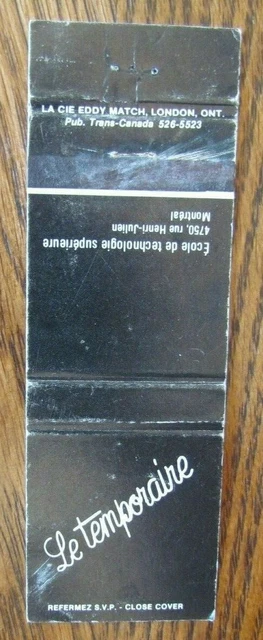 LA CIE EDDY MATCH, LONDON, ONT.
Pub. Trans-Canada 526-5523
École de technologie supérieure
4750, rue Henri-Julien
Montréal
Le temporaire
REFERMEZ S.V.P. - CLOSE COVER